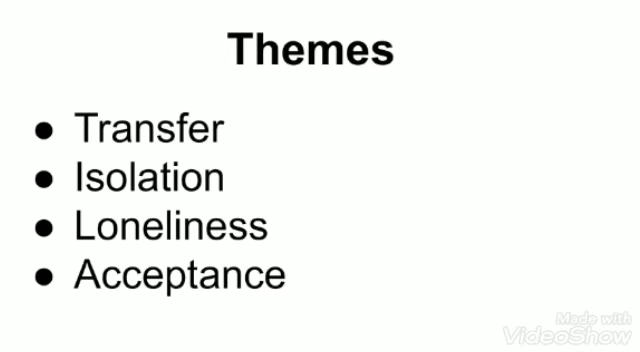 Themes
● Transfer
● Isolation
● Loneliness
● Acceptance
Made with
VideoShow